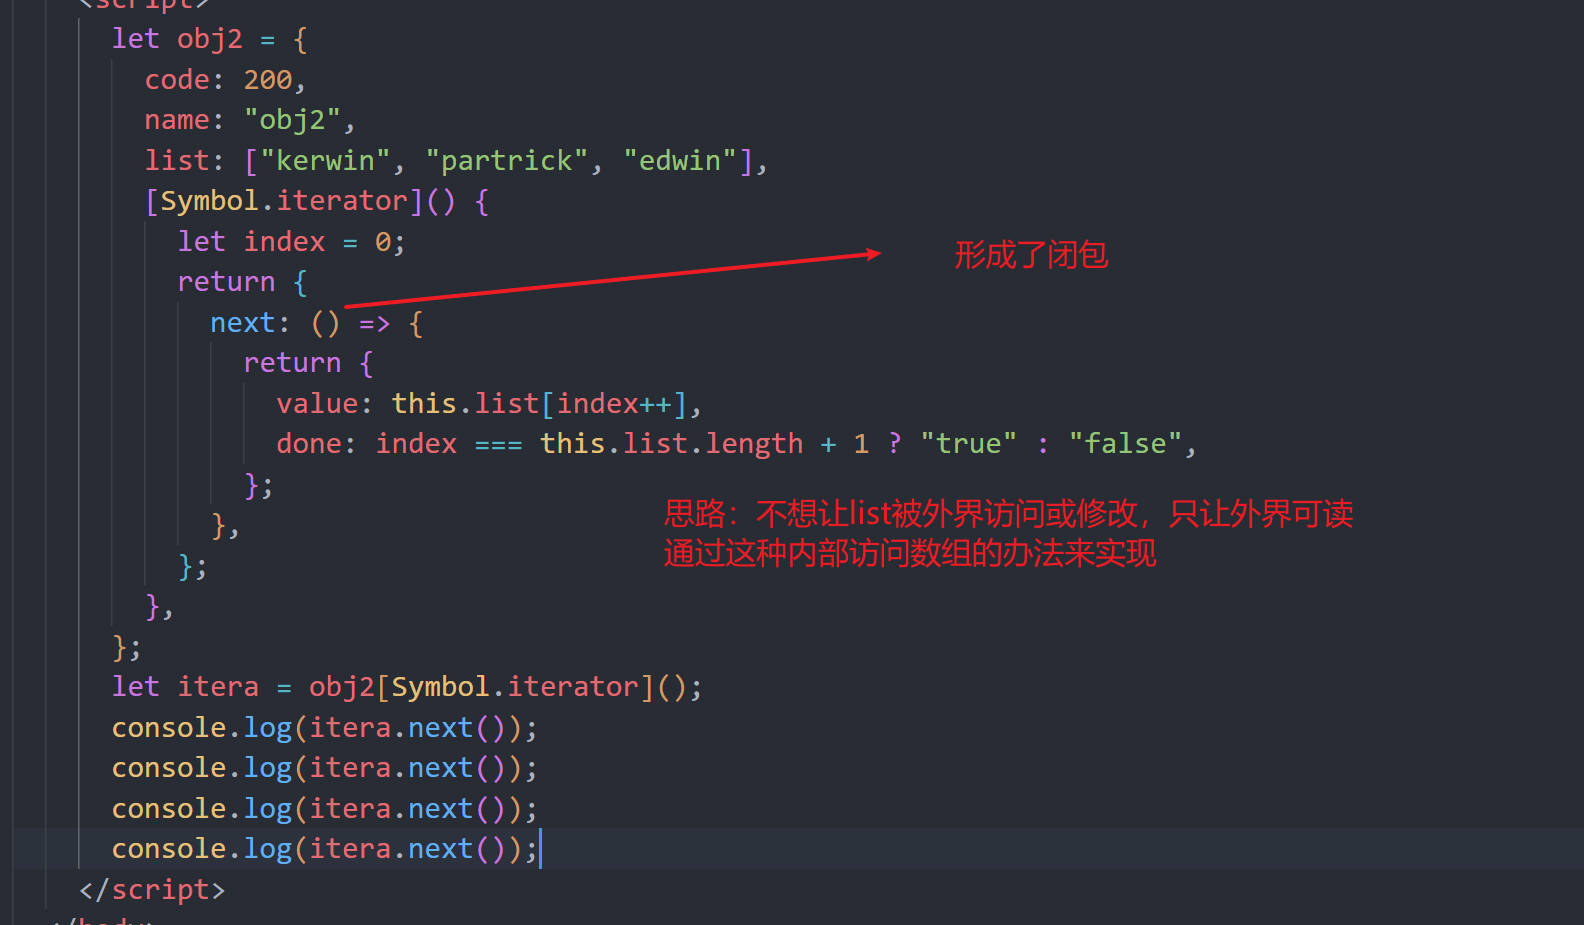 <script>
let obj2 = {
code: 200,
name: "obj2",
list: ["kerwin", "partrick", "edwin"],
[Symbol.iterator]() {
let index = 0;
形成了闭包
return {
next: () => {
return {
value: this.list[index++],
done: index === this.list.length + 1 ? "true" : "false",
};
思路：不想让list被外界访问或修改，只让外界可读
通过这种内部访问数组的办法来实现
},
};
},
};
let itera = obj2[Symbol.iterator]();
console.log(itera.next());
console.log(itera.next());
console.log(itera.next());
console.log(itera.next());
</script>